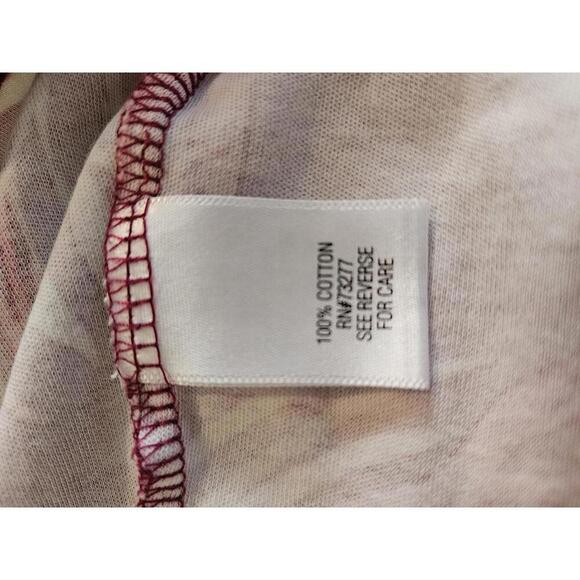 100% COTTON
RN#73277
SEE REVERSE
FOR CARE